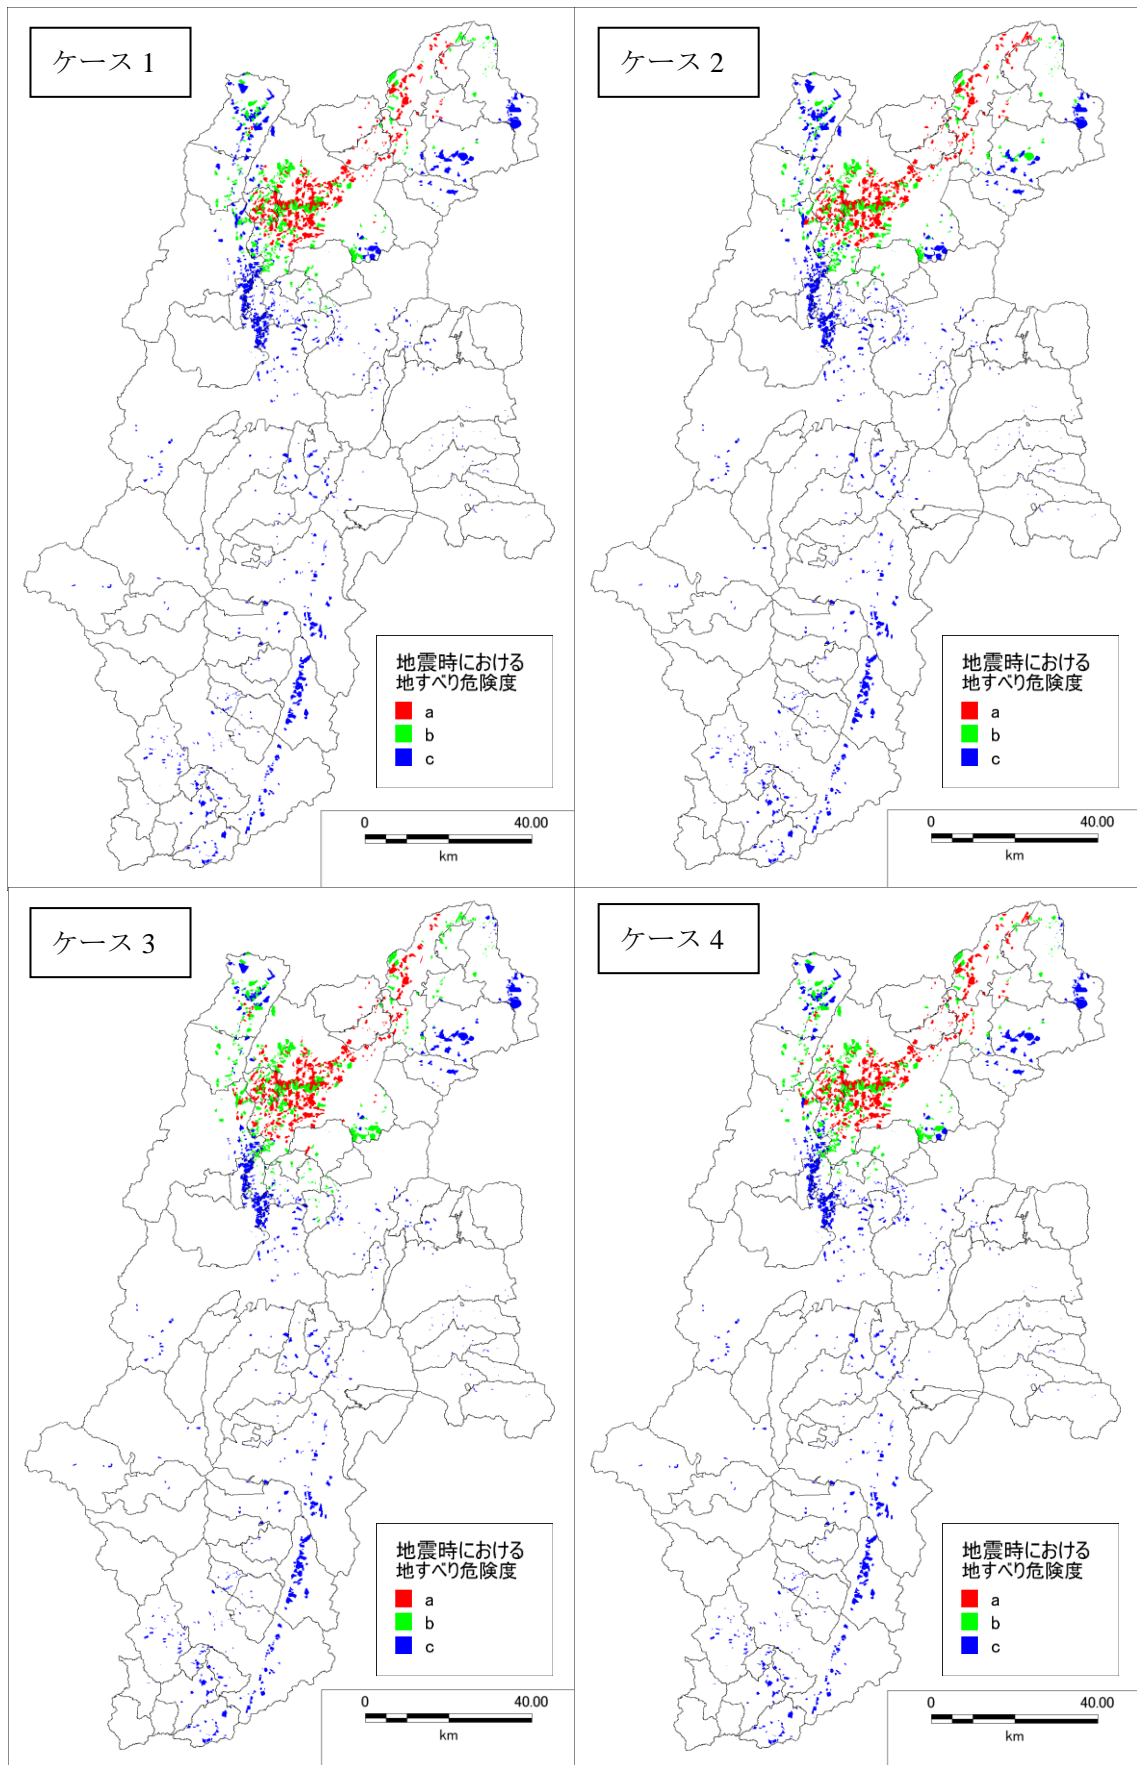 ケース 1
地震時における
地すべり危険度
a
b
c
0 40.00
km
ケース 2
地震時における
地すべり危険度
a
b
c
0 40.00
km
ケース 3
地震時における
地すべり危険度
a
b
c
0 40.00
km
ケース 4
地震時における
地すべり危険度
a
b
c
0 40.00
km